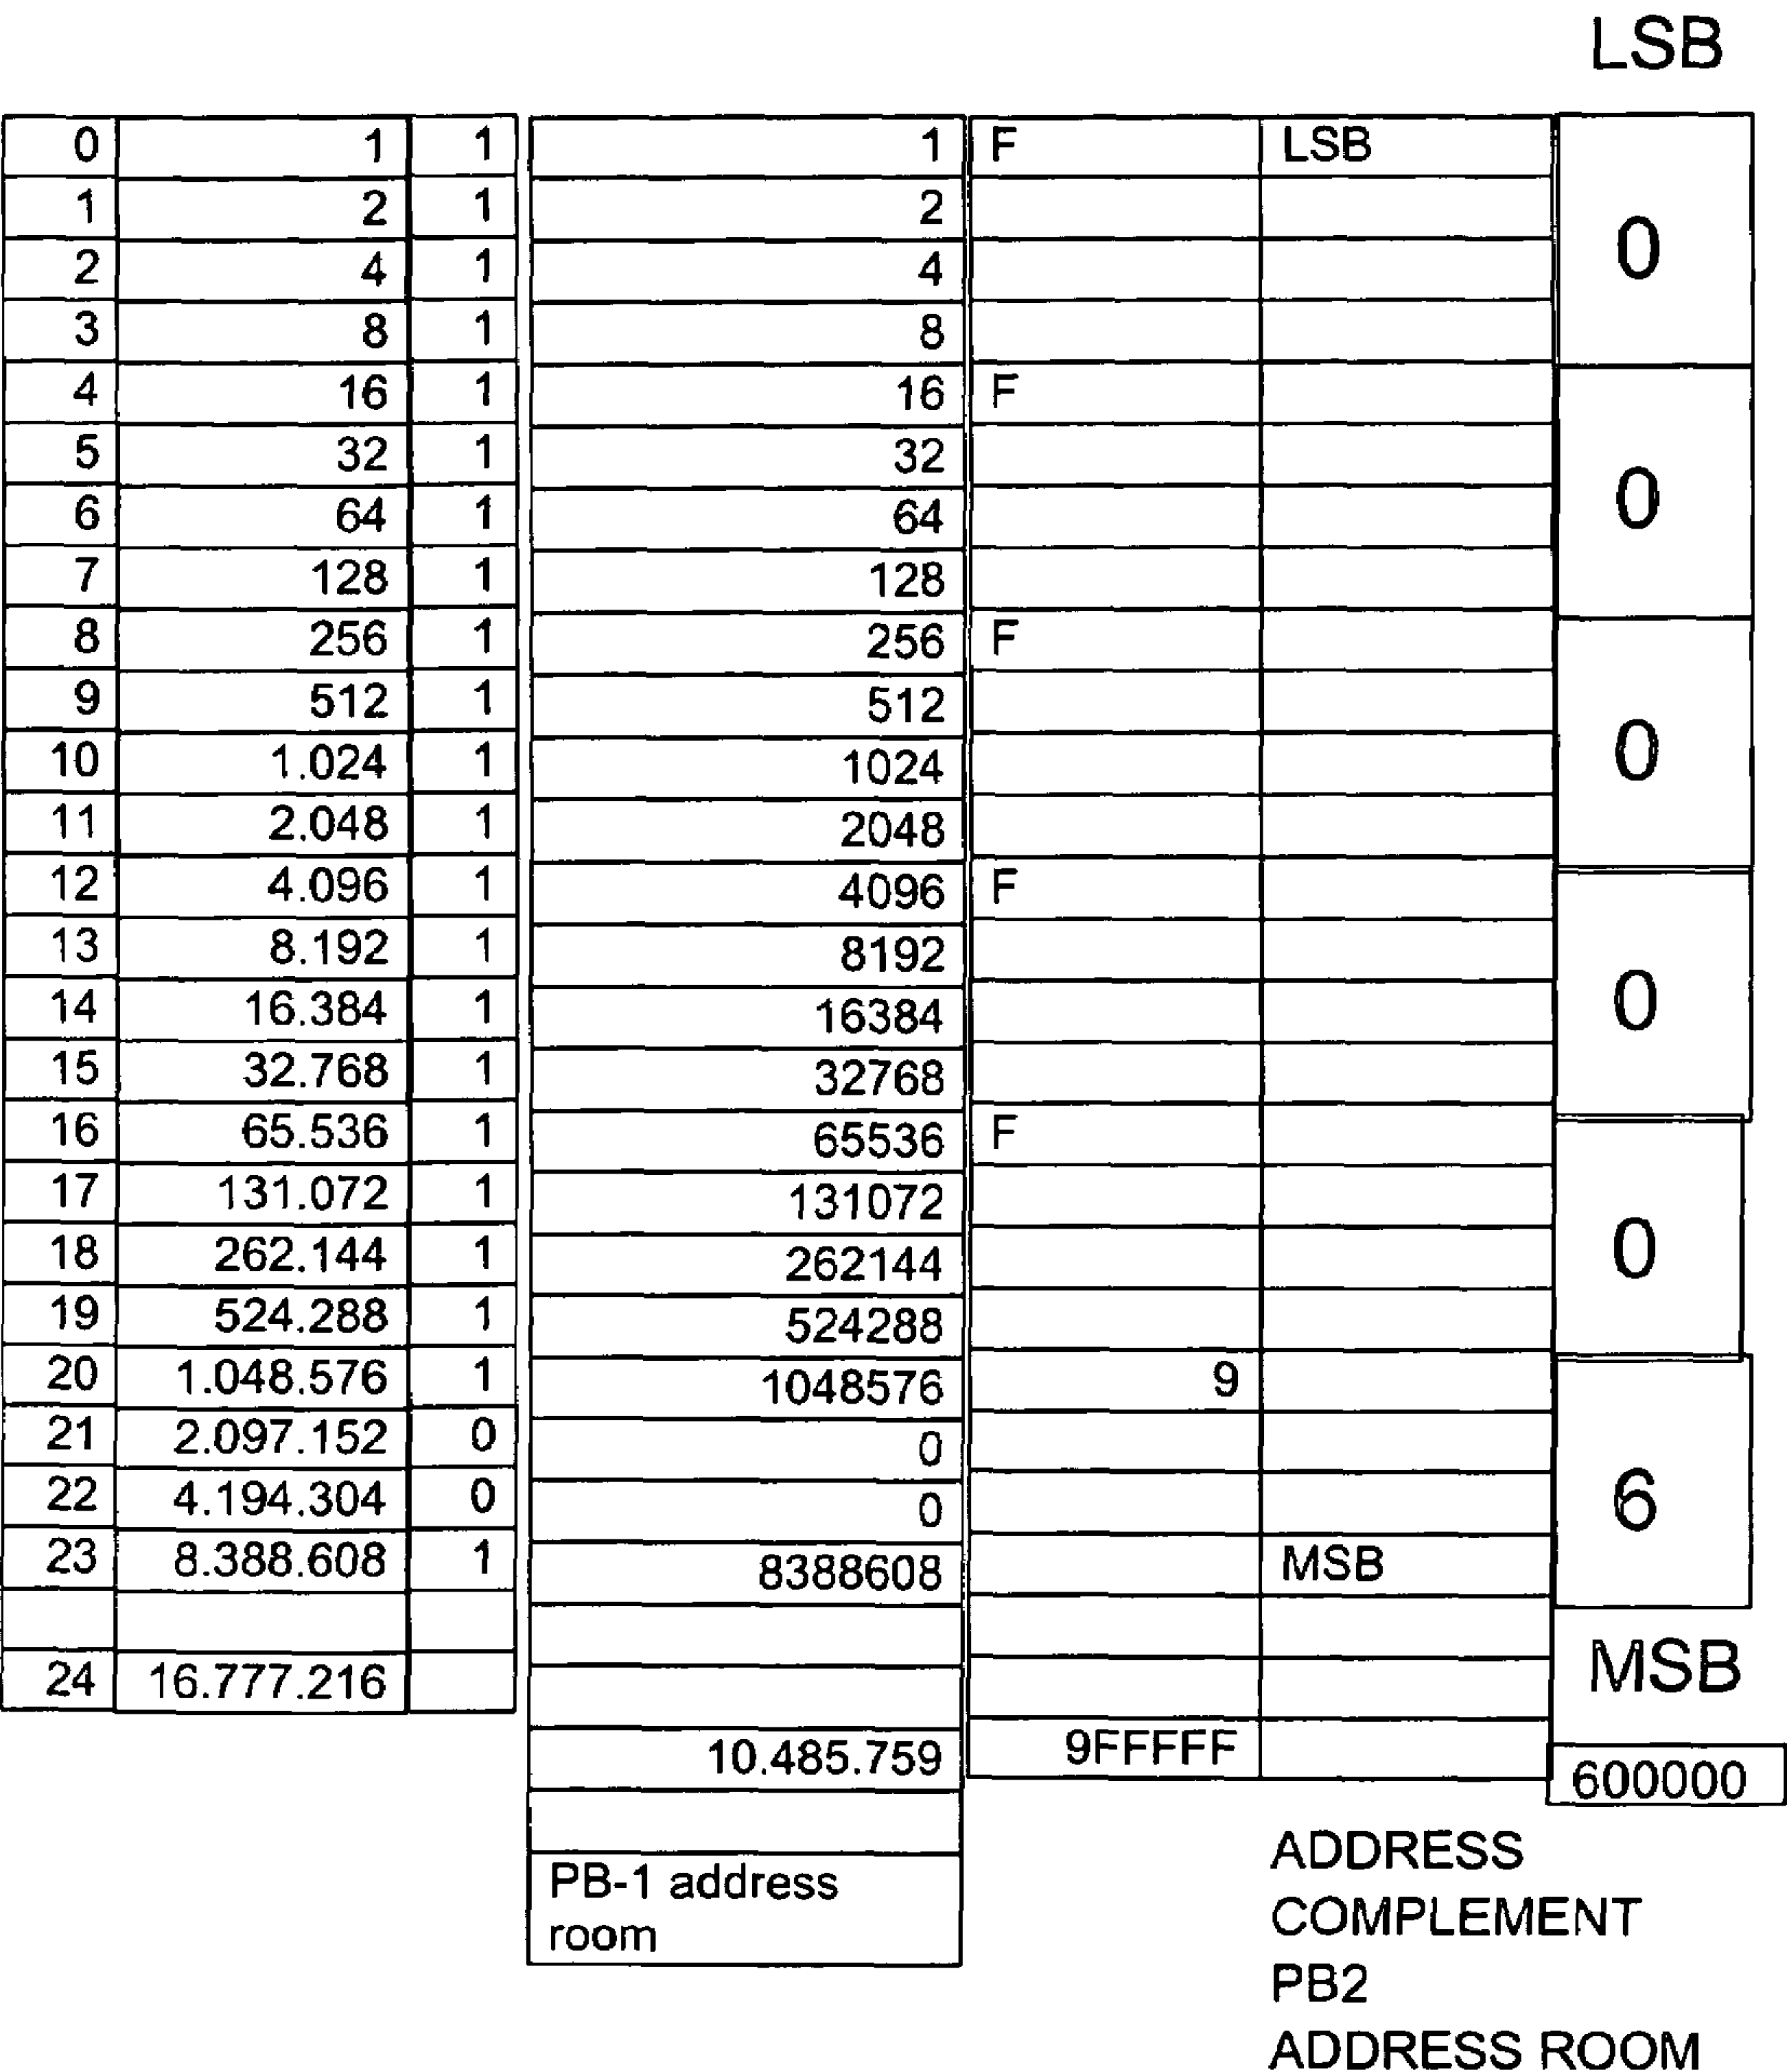 LSB
0 1 1 1 F LSB
1 2 1 2
2 4 1 4 0
3 8 1 8
4 16 1 16 F
5 32 1 32
6 64 1 64 0
7 128 1 128
8 256 1 256 F
9 512 1 512
10 1.024 1 1024 0
11 2.048 1 2048
12 4.096 1 4096 F
13 8.192 1 8192
14 16.384 1 16384 0
15 32.768 1 32768
16 65.536 1 65536 F
17 131.072 1 131072
18 262.144 1 262144 0
19 524.288 1 524288
20 1.048.576 1 1048576 9
21 2.097.152 0 0
22 4.194.304 0 0 6
23 8.388.608 1 8388608 MSB
24 16.777.216 MSB
10.485.759 9FFFFF 600000
PB-1 address
room
ADDRESS
COMPLEMENT
PB2
ADDRESS ROOM